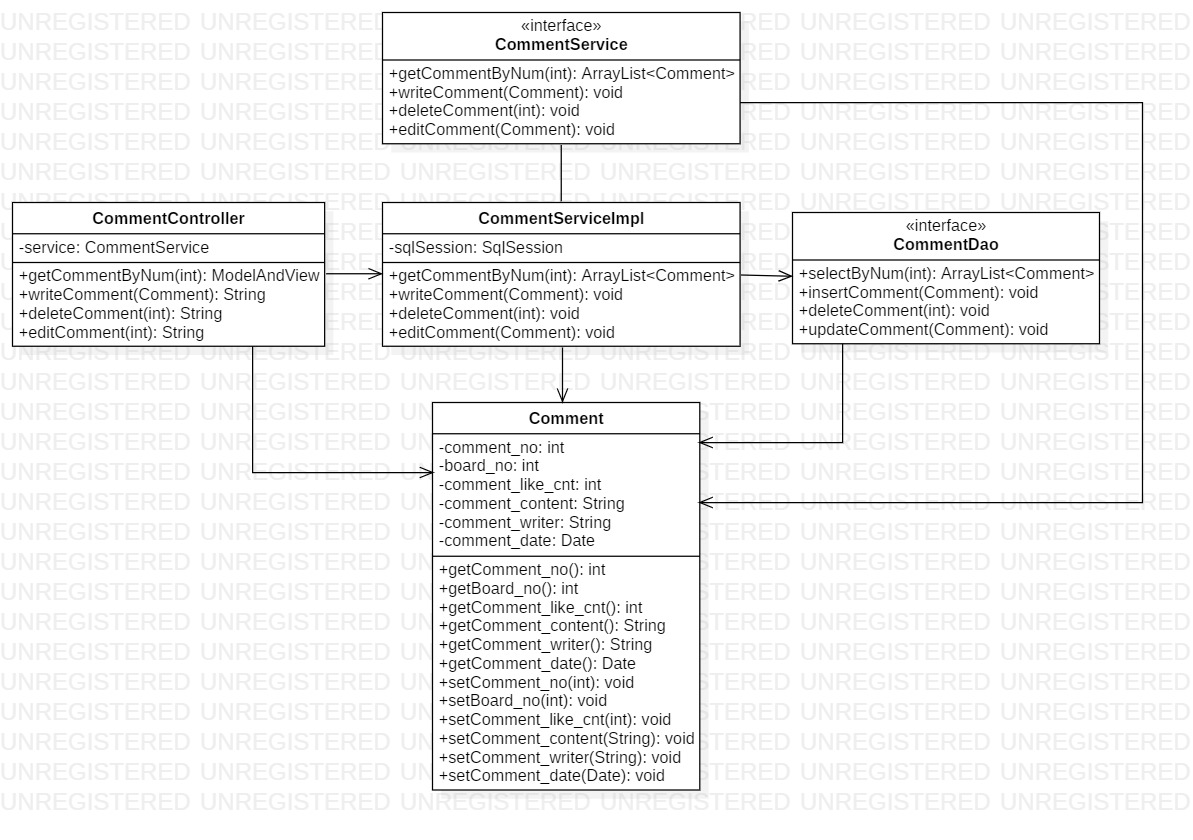 «interface»
CommentService
+getCommentByNum(int): ArrayList<Comment>
+writeComment(Comment): void
+deleteComment(int): void
+editComment(Comment): void
CommentController
-service: CommentService
+getCommentByNum(int): ModelAndView
+writeComment(Comment): String
+deleteComment(int): String
+editComment(int): String
CommentServiceImpl
-sqlSession: SqlSession
+getCommentByNum(int): ArrayList<Comment>
+writeComment(Comment): void
+deleteComment(int): void
+editComment(Comment): void
«interface»
CommentDao
+selectByNum(int): ArrayList<Comment>
+insertComment(Comment): void
+deleteComment(int): void
+updateComment(Comment): void
Comment
-comment_no: int
-board_no: int
-comment_like_cnt: int
-comment_content: String
-comment_writer: String
-comment_date: Date
+getComment_no(): int
+getBoard_no(): int
+getComment_like_cnt(): int
+getComment_content(): String
+getComment_writer(): String
+getComment_date(): Date
+setComment_no(int): void
+setBoard_no(int): void
+setComment_like_cnt(int): void
+setComment_content(String): void
+setComment_writer(String): void
+setComment_date(Date): void
UNREGISTERED